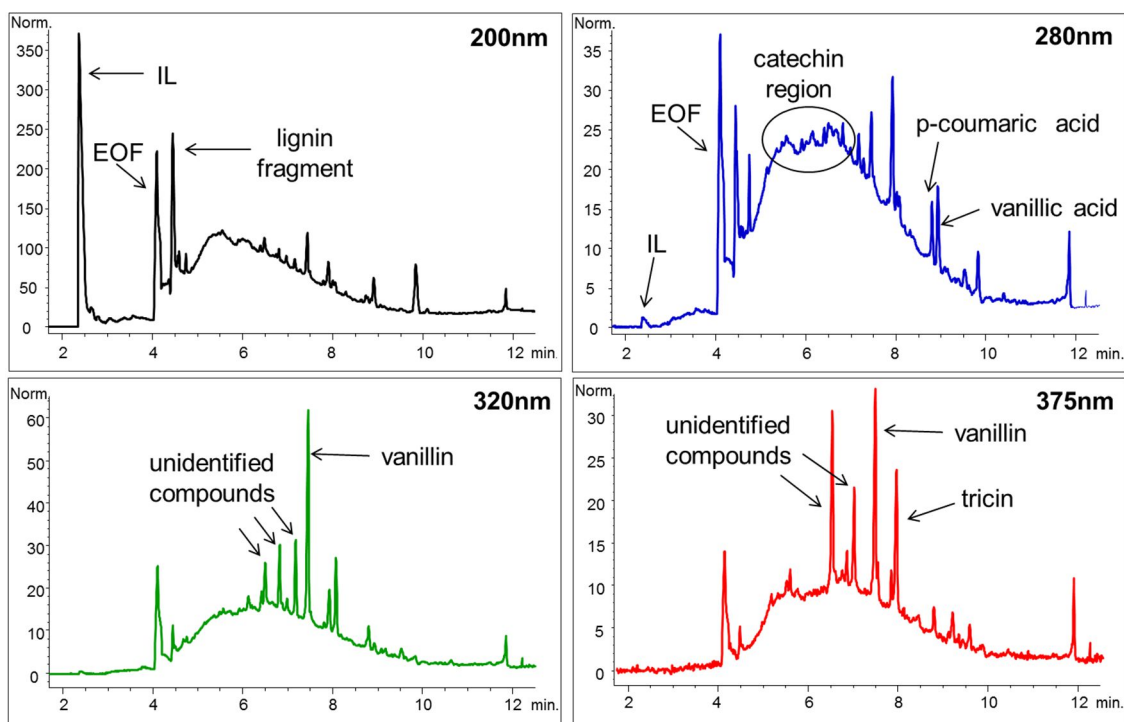 Norm.
200nm
350
300
250
200
150
100
50
0
IL
EOF
lignin
fragment
2
4
6
8
10
12
min.
Norm.
280nm
35
30
25
20
15
10
5
0
catechin
region
EOF
p-coumaric acid
vanillic acid
IL
2
4
6
8
10
12
min.
Norm.
320nm
60
50
40
30
20
10
0
unidentified
compounds
vanillin
2
4
6
8
10
12
min.
Norm.
375nm
30
25
20
15
10
5
0
unidentified
compounds
vanillin
tricin
2
4
6
8
10
12
min.